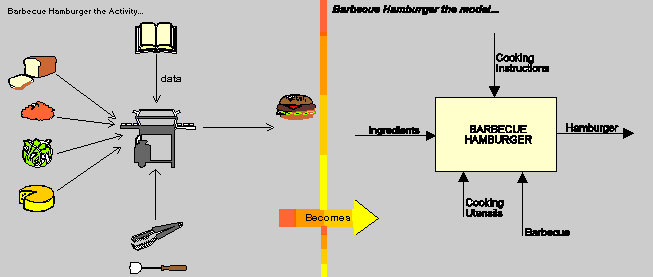 Barbecue Hamburger the Activity...
data
Barbecue Hamburger the model...
Cooking
Instructions
Ingredients
BARBECUE
HAMBURGER
Hamburger
Cooking
Utensils
Barbecue
Becomes